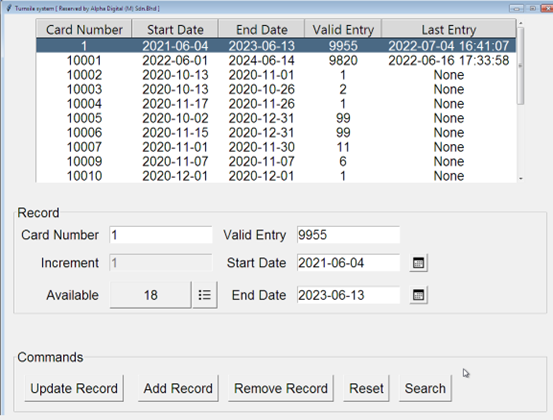 Turnsile system [ Reserved by Alpha Digital (M) Sdn.Bhd ]
Card Number Start Date End Date Valid Entry Last Entry
1 2021-06-04 2023-06-13 9955 2022-07-04 16:41:07
10001 2022-06-01 2024-06-14 9820 2022-06-16 17:33:58
10002 2020-10-13 2020-11-01 1 None
10003 2020-10-13 2020-10-26 2 None
10004 2020-11-17 2020-11-26 1 None
10005 2020-10-02 2020-12-31 99 None
10006 2020-11-15 2020-12-31 99 None
10007 2020-11-01 2020-11-30 11 None
10009 2020-11-07 2020-11-07 6 None
10010 2020-12-01 2020-12-01 1 None
Record
Card Number 1 Valid Entry 9955
Increment 1 Start Date 2021-06-04
Available 18 End Date 2023-06-13
Commands
Update Record Add Record Remove Record Reset Search